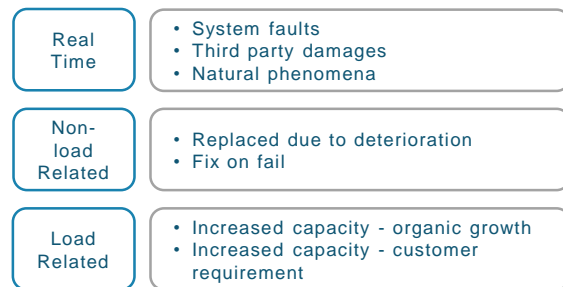 Real
Time
• System faults
• Third party damages
• Natural phenomena
Non-
load
Related
• Replaced due to deterioration
• Fix on fail
Load
Related
• Increased capacity - organic growth
• Increased capacity - customer
requirement